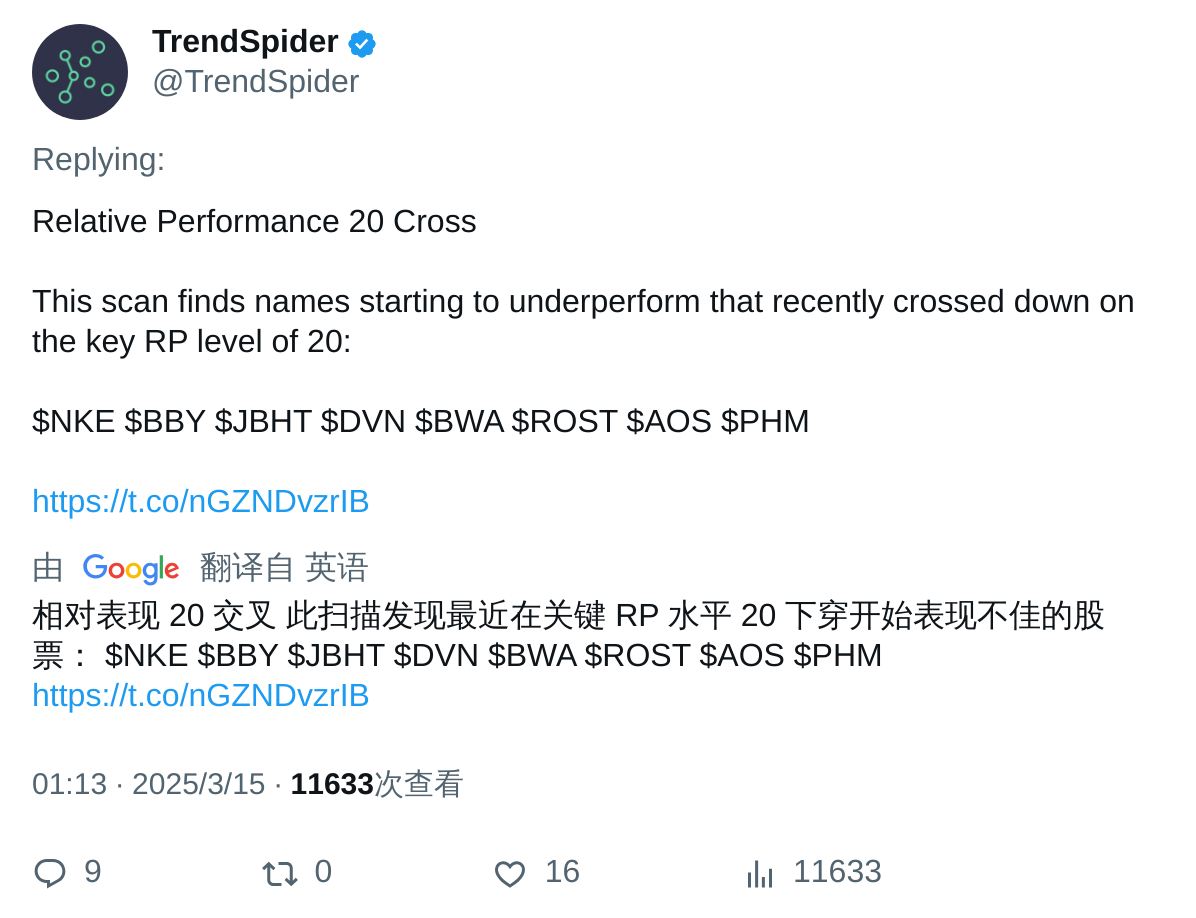 TrendSpider
@TrendSpider
Replying:
Relative Performance 20 Cross
This scan finds names starting to underperform that recently crossed down on
the key RP level of 20:
$NKE $BBY $JBHT $DVN $BWA $ROST $AOS $PHM
https://t.co/nGZNDvzrIB
由 Google 翻译自 英语
相对表现 20 交叉 此扫描发现最近在关键 RP 水平 20 下穿开始表现不佳的股
票： $NKE $BBY $JBHT $DVN $BWA $ROST $AOS $PHM
https://t.co/nGZNDvzrIB
01:13 · 2025/3/15 · 11633次查看
9 0 16 11633